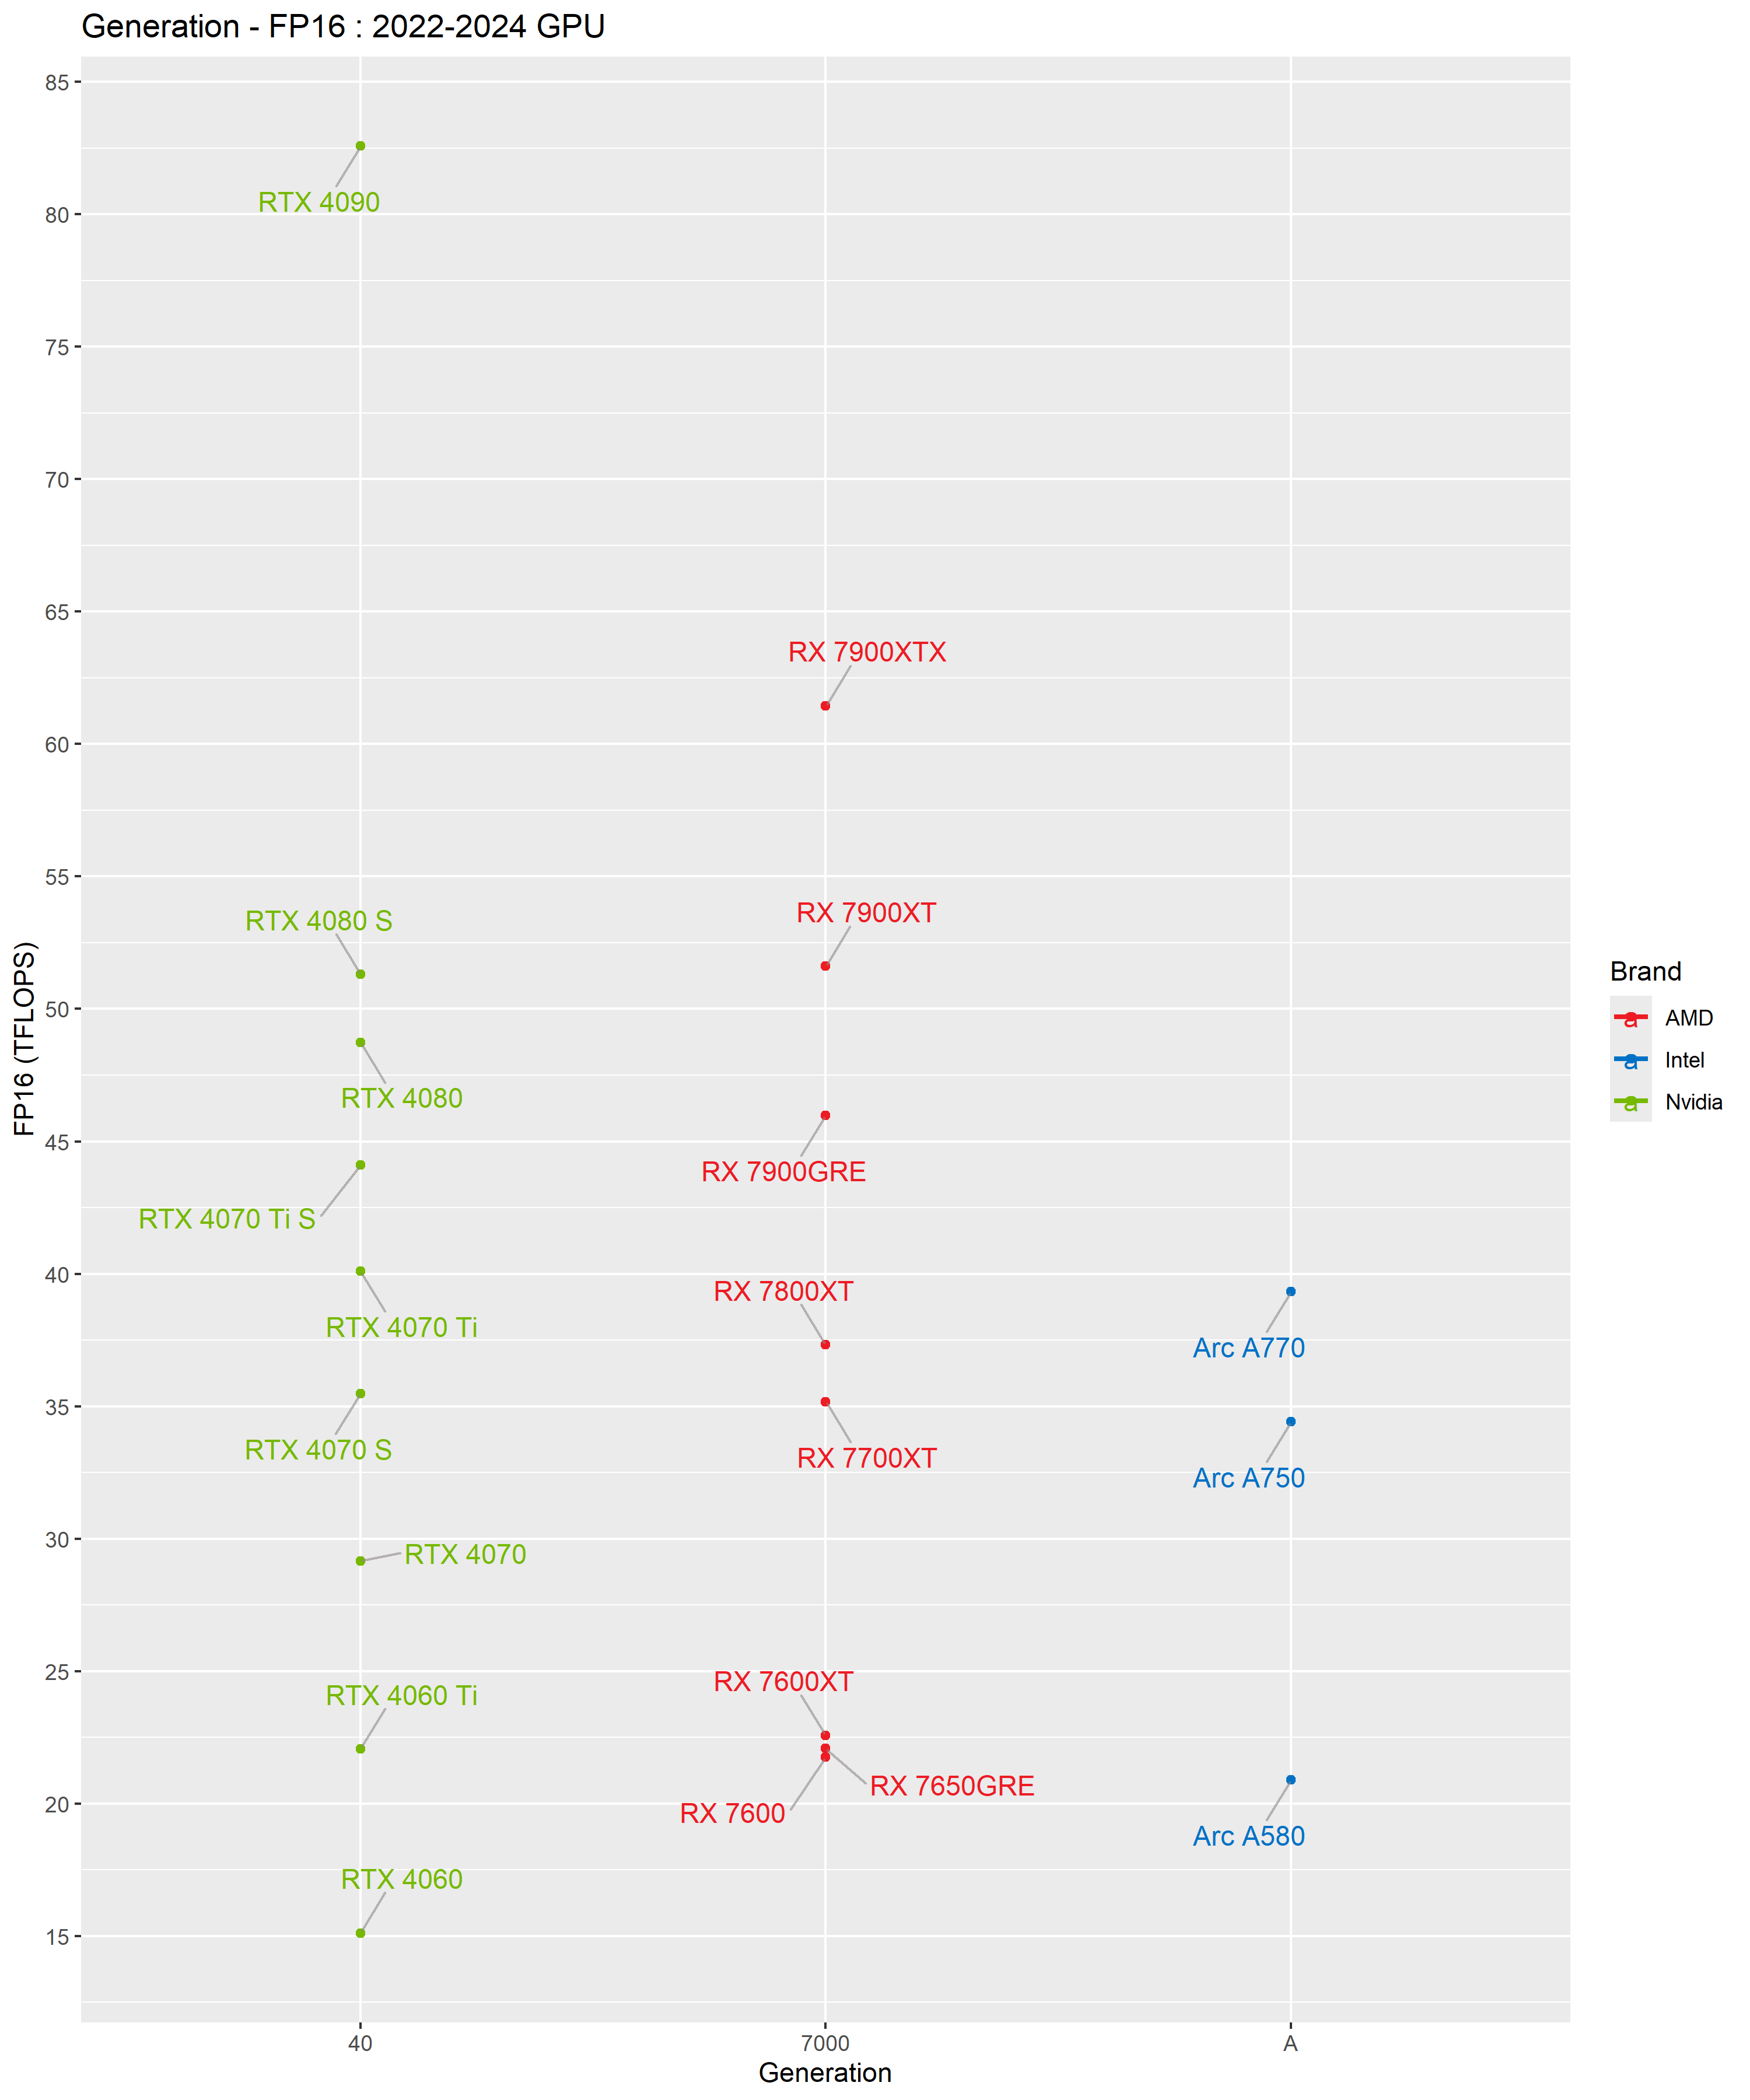 Generation - FP16 : 2022-2024 GPU
85
80
75
70
65
60
55
50
45
40
35
30
25
20
15
FP16 (TFLOPS)
RTX 4090
RTX 4080 S
RTX 4080
RTX 4070 Ti S
RTX 4070 Ti
RTX 4070 S
RTX 4070
RTX 4060 Ti
RTX 4060
RX 7900XTX
RX 7900XT
RX 7900GRE
RX 7800XT
RX 7700XT
RX 7600XT
RX 7650GRE
RX 7600
Arc A770
Arc A750
Arc A580
40
7000
A
Generation
Brand
a AMD
a Intel
a Nvidia